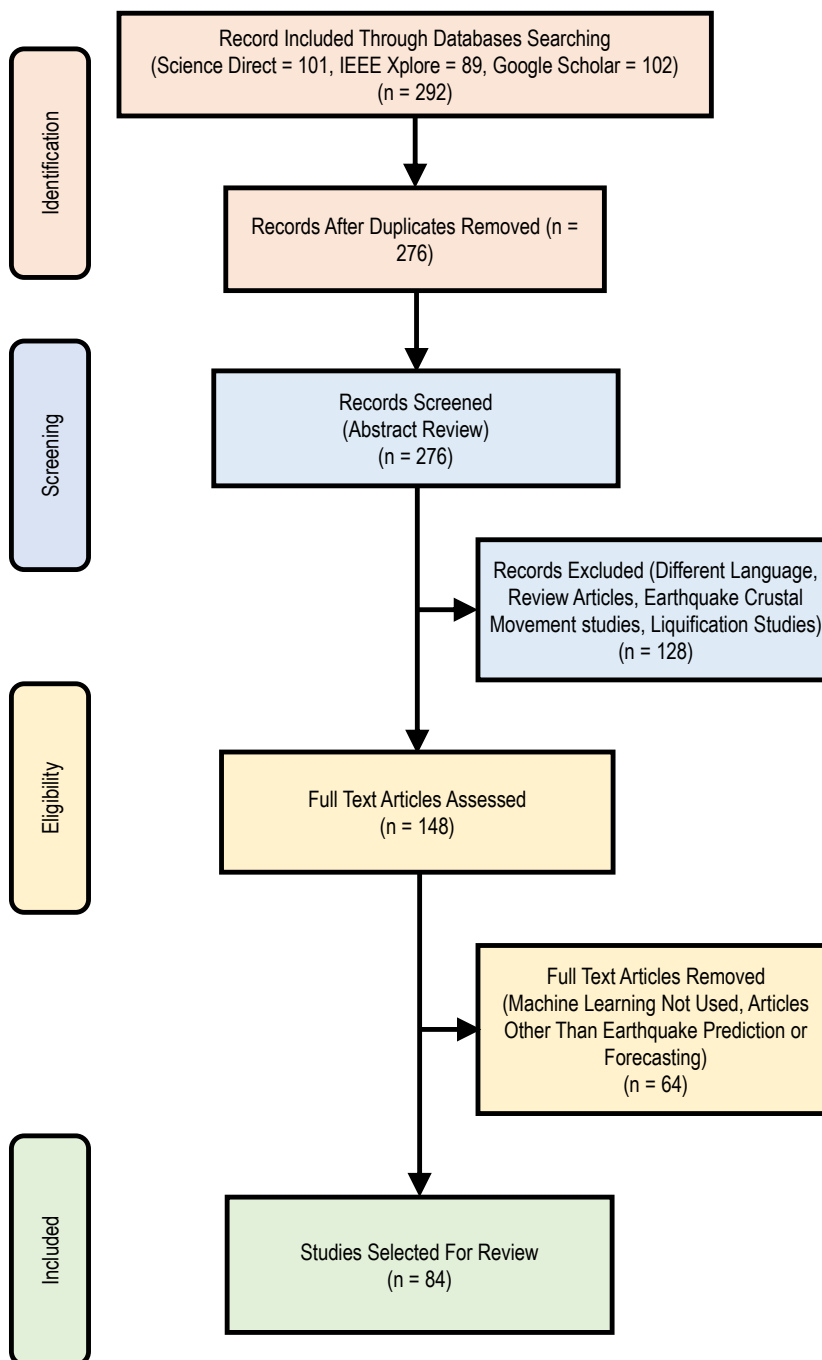 Record Included Through Databases Searching
(Science Direct = 101, IEEE Xplore = 89, Google Scholar = 102)
(n = 292)
Identification
Records After Duplicates Removed (n =
276)
Screening
Records Screened
(Abstract Review)
(n = 276)
Records Excluded (Different Language,
Review Articles, Earthquake Crustal
Movement studies, Liquification Studies)
(n = 128)
Eligibility
Full Text Articles Assessed
(n = 148)
Full Text Articles Removed
(Machine Learning Not Used, Articles
Other Than Earthquake Prediction or
Forecasting)
(n = 64)
Included
Studies Selected For Review
(n = 84)